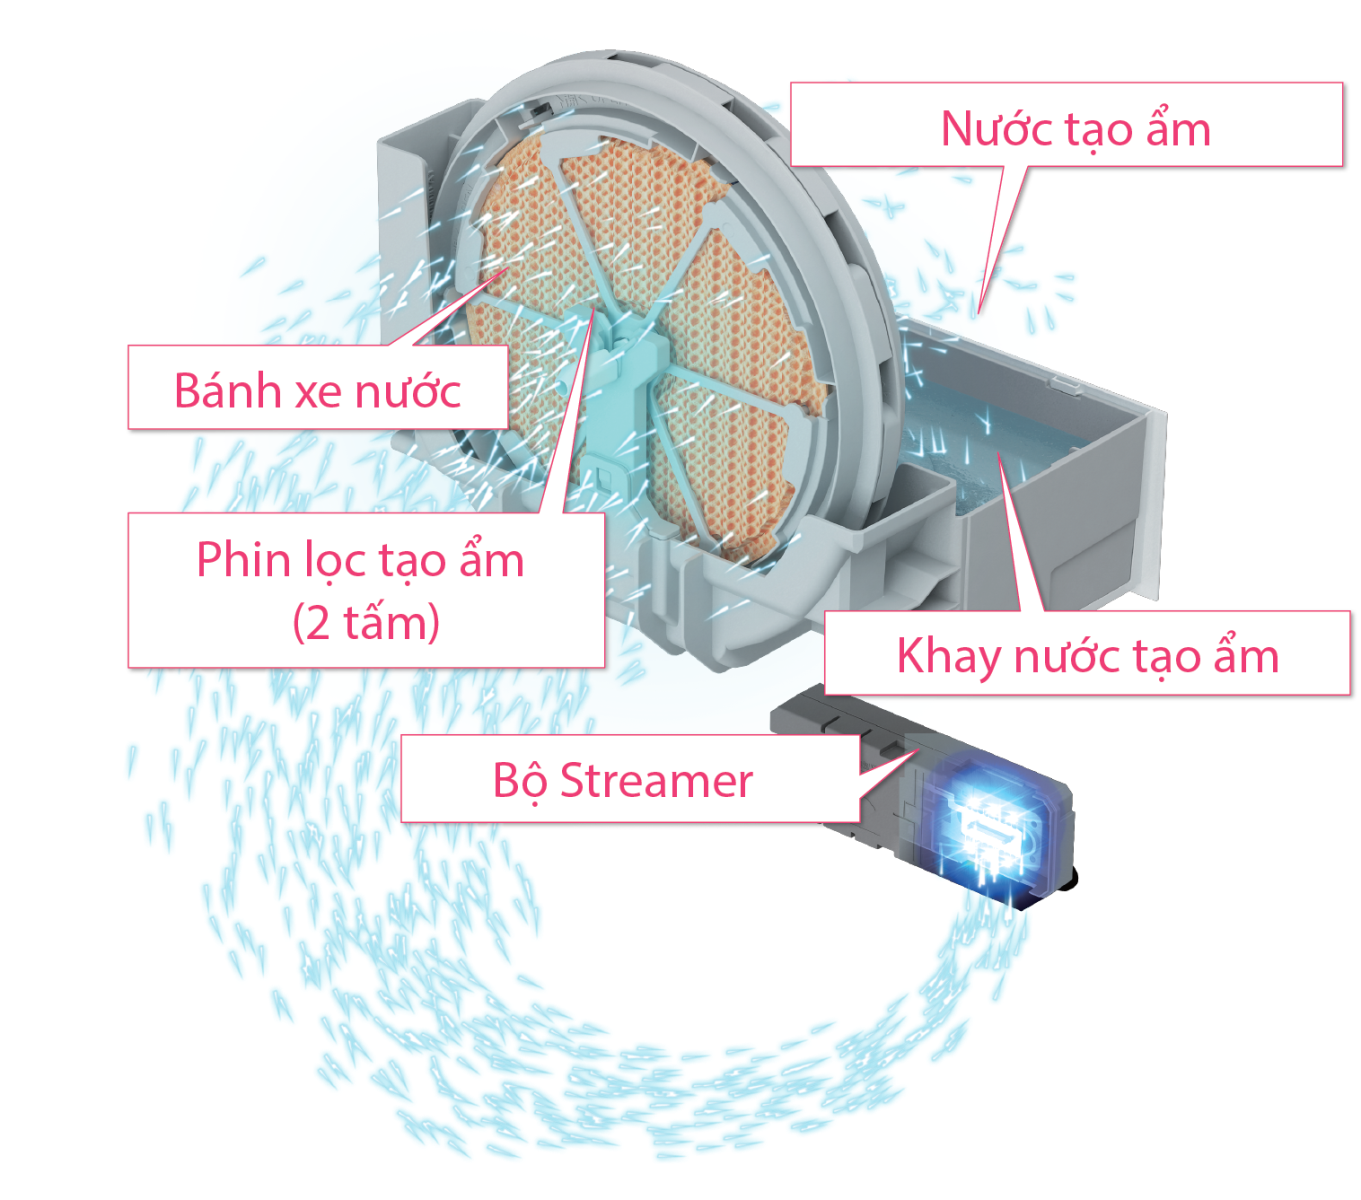 Nước tạo ẩm
Bánh xe nước
Phin lọc tạo ẩm
(2 tấm)
Khay nước tạo ẩm
Bộ Streamer